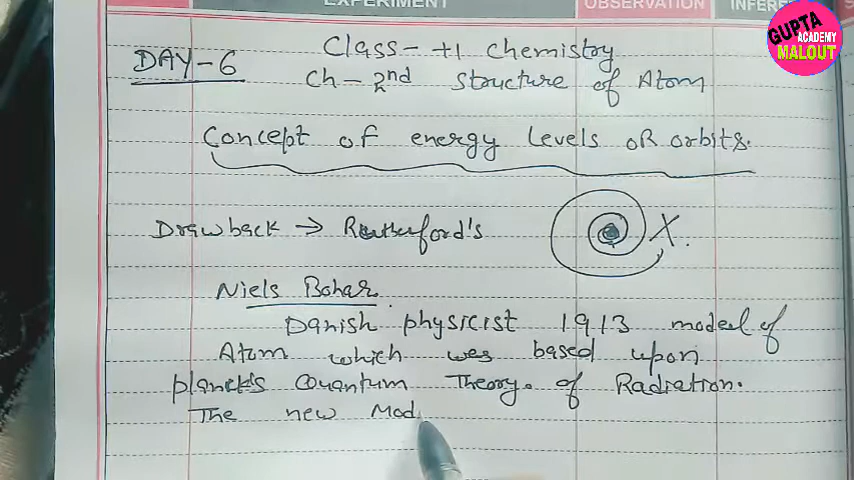 EXPERIMENT
OBSERVATION
INFERE
GUPTA
ACADEMY
MALOUT
DAY-6
Class- +1 Chemistry
Ch- 2nd Structure of Atom
Concept of energy levels OR orbits.
Drawback → Rutherford's
X.
Niels Bohar.
Danish physicist 1913 model of
Atom which was based upon
planck's Quantum Theory. of Radiation.
The new Mod